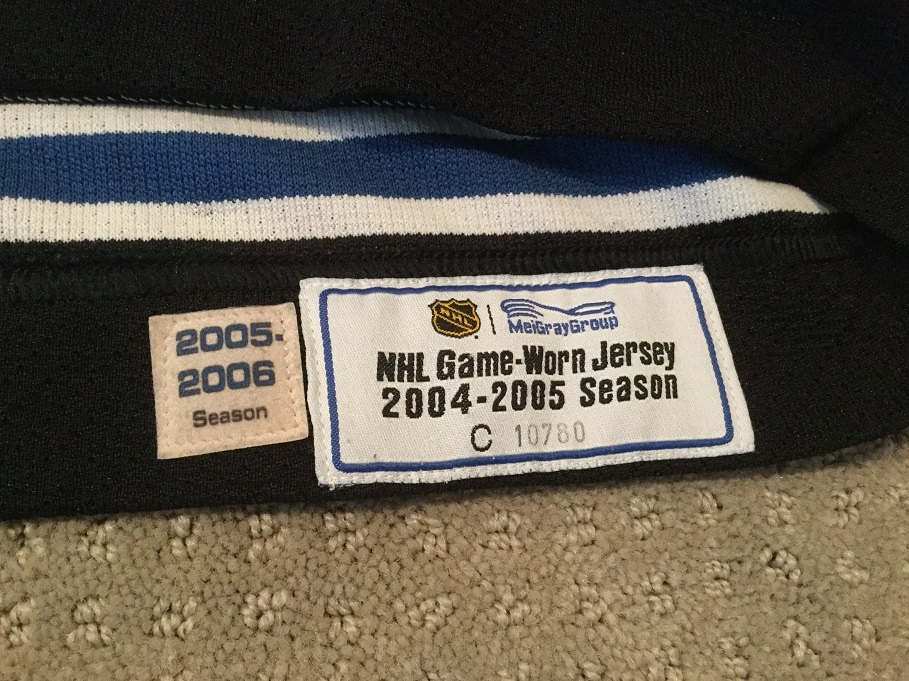 2005-
2006
Season
NHL | MeiGrayGroup
NHL Game-Worn Jersey
2004-2005 Season
C 10780